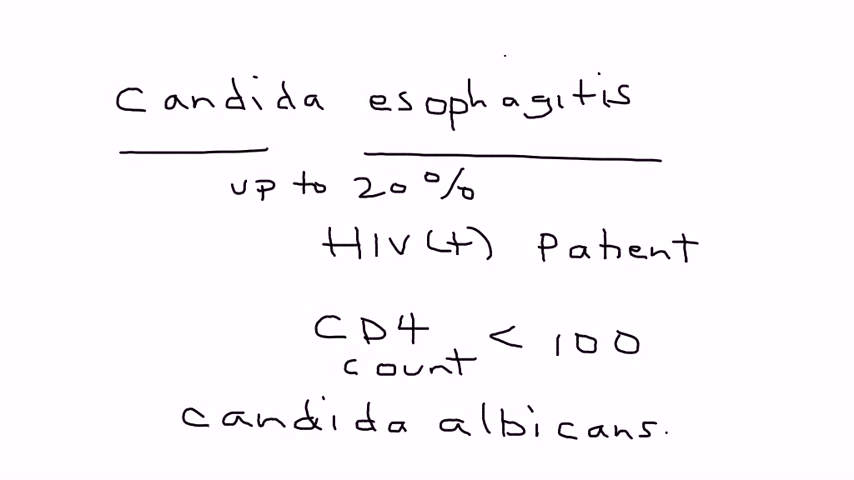 Candida esophagitis
up to 20%
HIV(+) Patient
CD4 < 100
count
candida albicans.